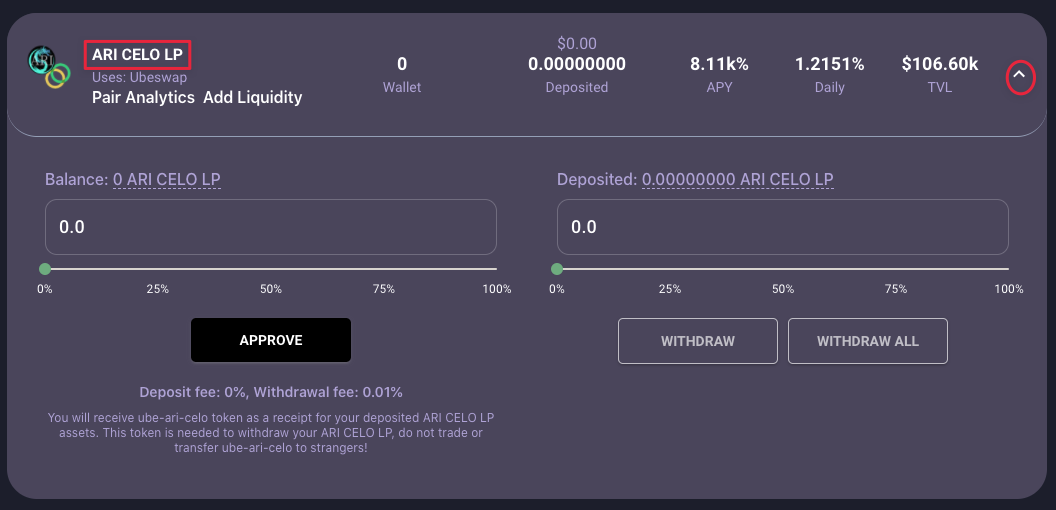 ARI
ARI CELO LP
Uses: Ubeswap
Pair Analytics Add Liquidity
0
Wallet
$0.00
0.00000000
Deposited
8.11k%
APY
1.2151%
Daily
$106.60k
TVL
Balance: 0 ARI CELO LP
0.0
0% 25% 50% 75% 100%
APPROVE
Deposit fee: 0%, Withdrawal fee: 0.01%
You will receive ube-ari-celo token as a receipt for your deposited ARI CELO LP
assets. This token is needed to withdraw your ARI CELO LP, do not trade or
transfer ube-ari-celo to strangers!
Deposited: 0.00000000 ARI CELO LP
0.0
0% 25% 50% 75% 100%
WITHDRAW
WITHDRAW ALL